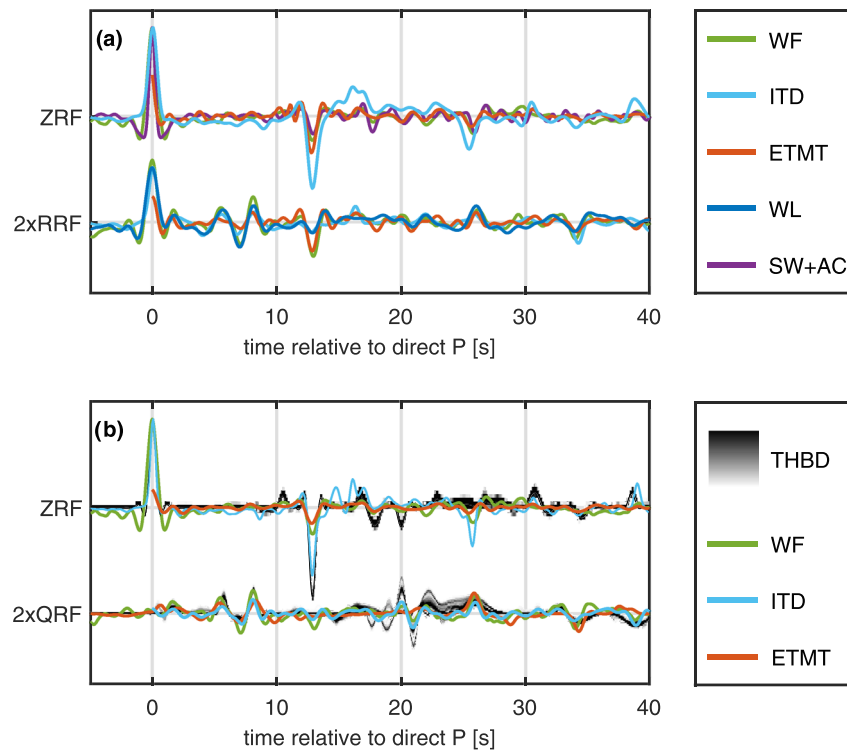 (a)
ZRF
2xRRF
0 10 20 30 40
time relative to direct P [s]
WF
ITD
ETMT
WL
SW+AC
(b)
ZRF
2xQRF
0 10 20 30 40
time relative to direct P [s]
THBD
WF
ITD
ETMT